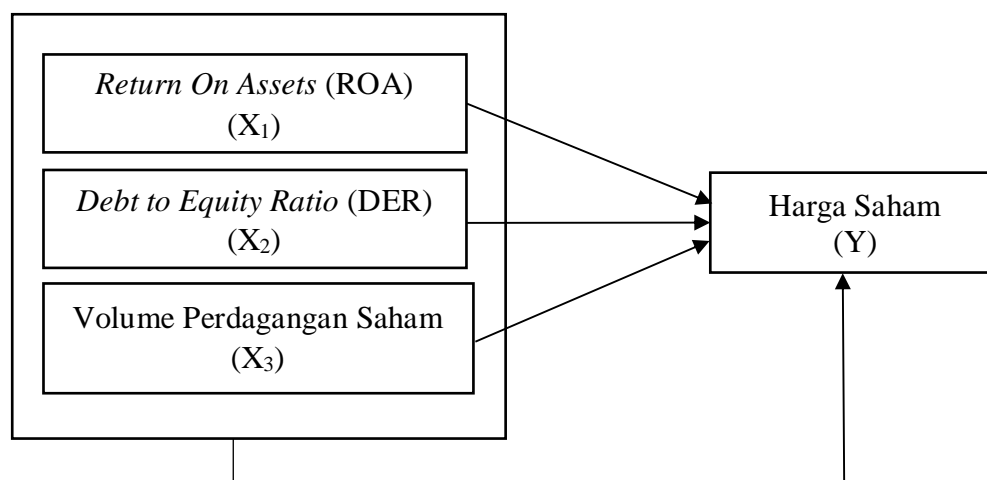 Return On Assets (ROA)
(X₁)
Debt to Equity Ratio (DER)
(X₂)
Volume Perdagangan Saham
(X₃)
Harga Saham
(Y)